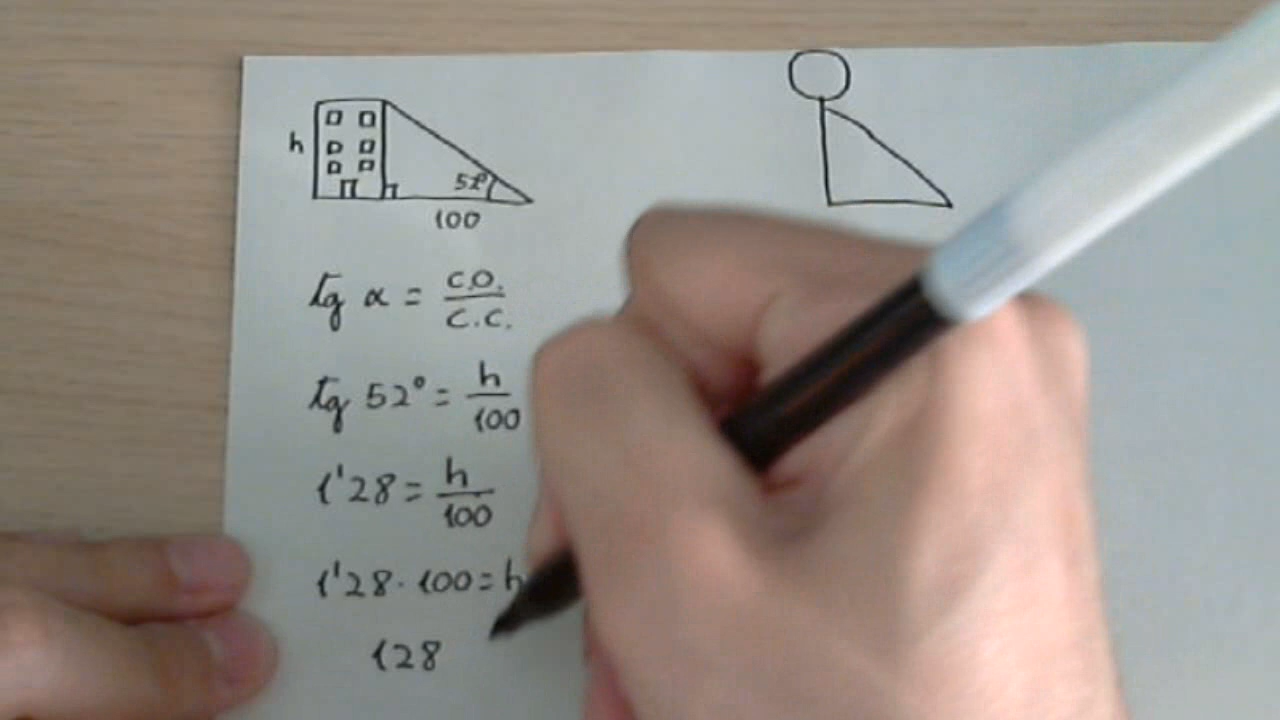 h
52°
100
tg α = C.O. / C.C.
tg 52° = h / 100
1'28 = h / 100
1'28 · 100 = h
128